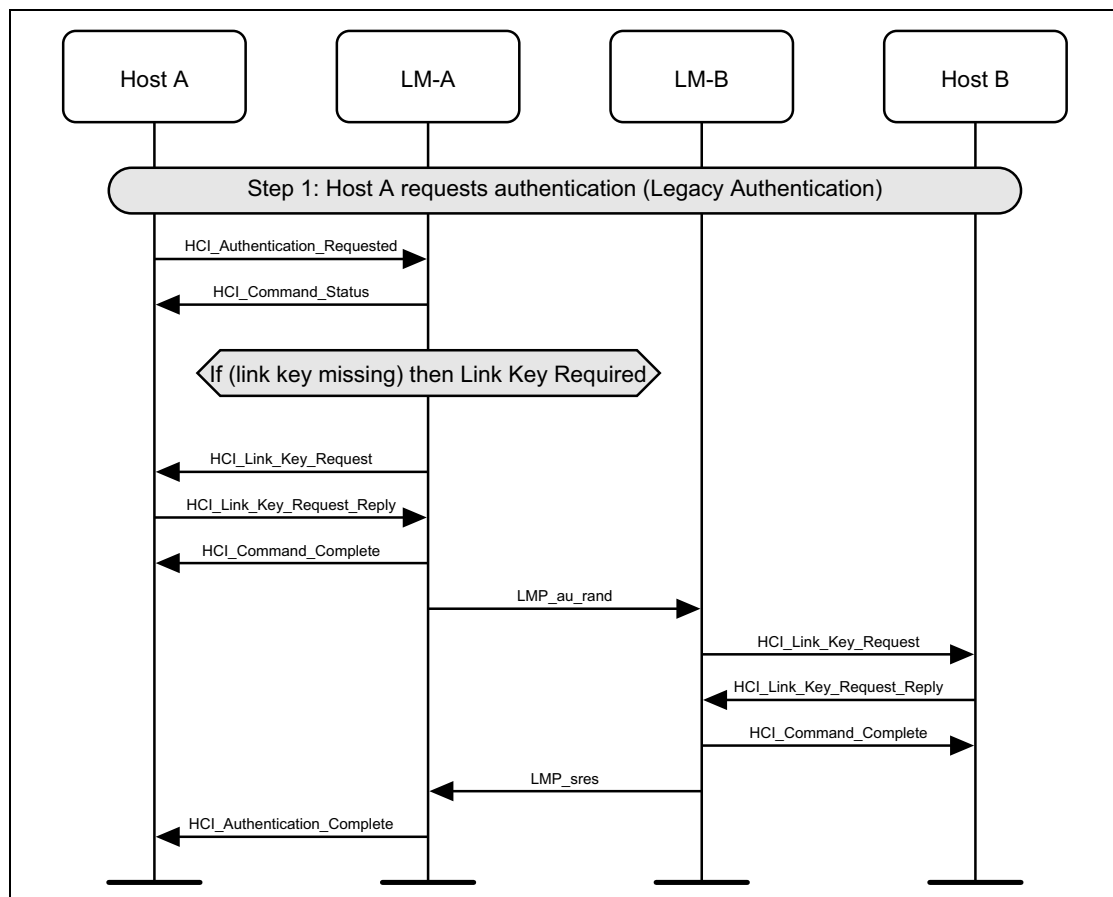 Host A
LM-A
LM-B
Host B
Step 1: Host A requests authentication (Legacy Authentication)
HCI_Authentication_Requested
HCI_Command_Status
If (link key missing) then Link Key Required
HCI_Link_Key_Request
HCI_Link_Key_Request_Reply
HCI_Command_Complete
LMP_au_rand
HCI_Link_Key_Request
HCI_Link_Key_Request_Reply
HCI_Command_Complete
LMP_sres
HCI_Authentication_Complete